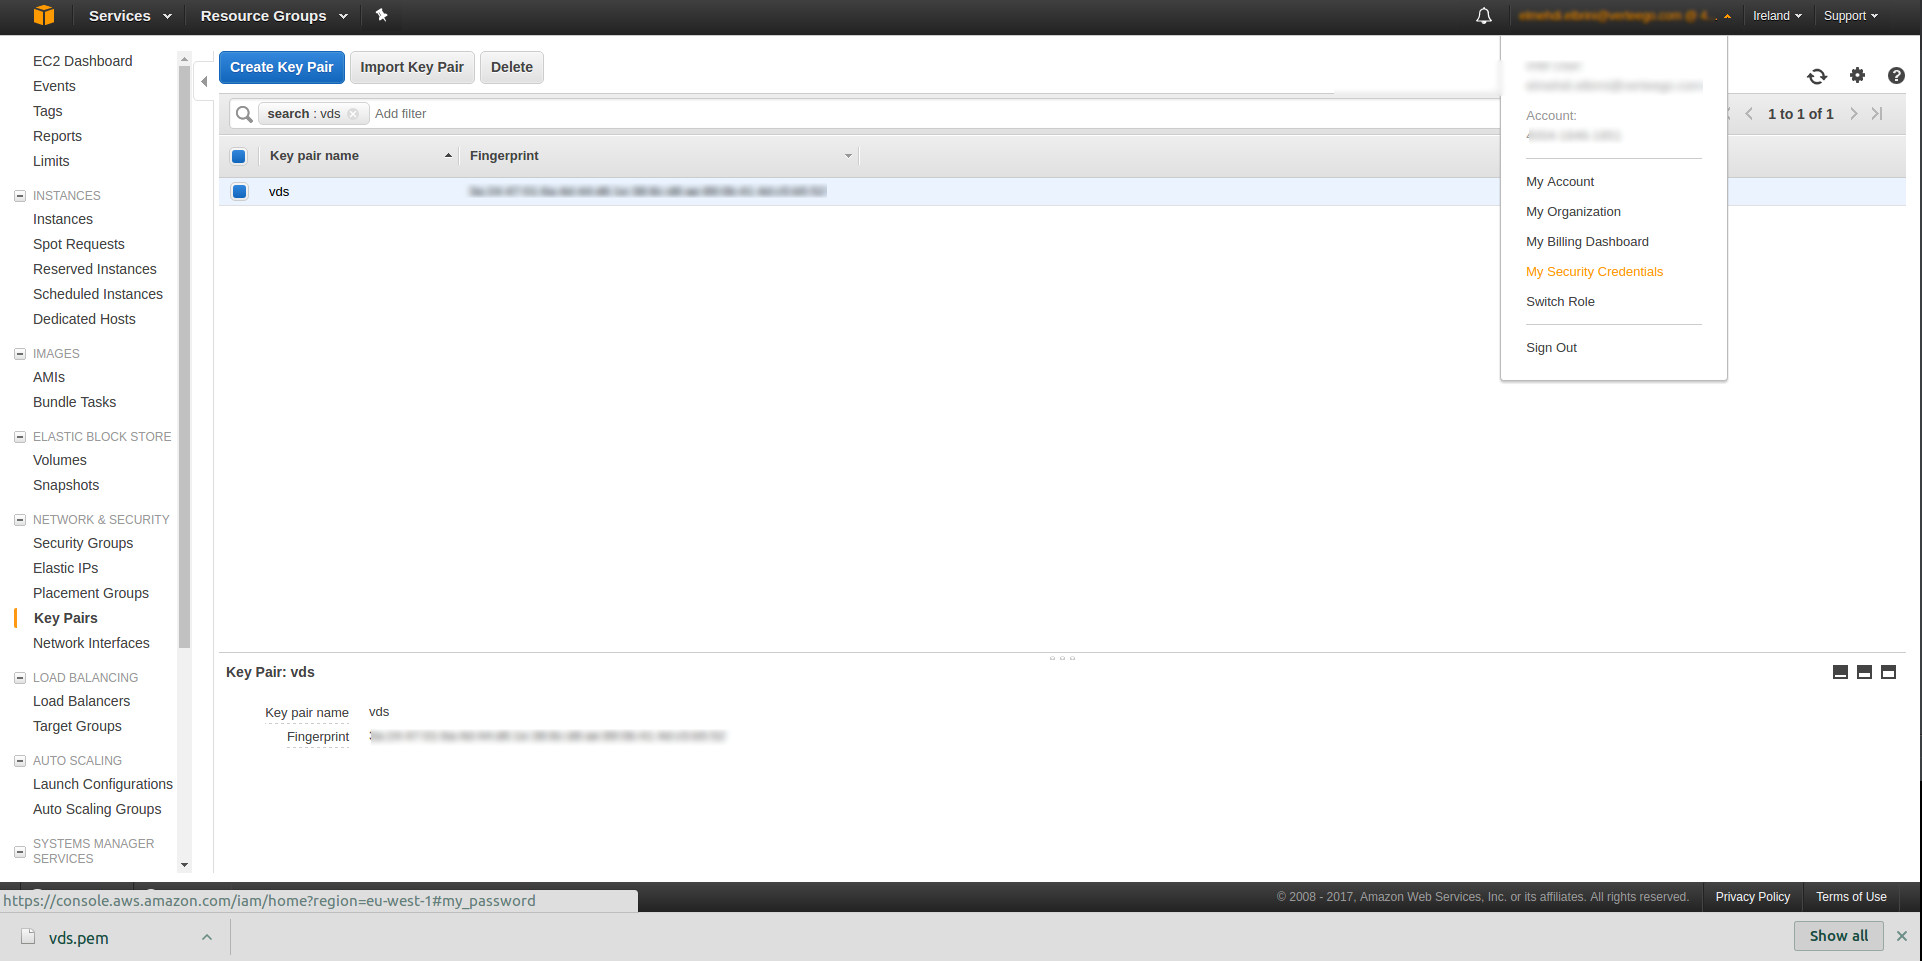 Services
Resource Groups
Ireland
Support
EC2 Dashboard
Events
Tags
Reports
Limits
INSTANCES
Instances
Spot Requests
Reserved Instances
Scheduled Instances
Dedicated Hosts
IMAGES
AMIs
Bundle Tasks
ELASTIC BLOCK STORE
Volumes
Snapshots
NETWORK & SECURITY
Security Groups
Elastic IPs
Placement Groups
Key Pairs
Network Interfaces
LOAD BALANCING
Load Balancers
Target Groups
AUTO SCALING
Launch Configurations
Auto Scaling Groups
SYSTEMS MANAGER
SERVICES
Create Key Pair
Import Key Pair
Delete
search : vds
Add filter
1 to 1 of 1
Key pair name
Fingerprint
vds
Account:
My Account
My Organization
My Billing Dashboard
My Security Credentials
Switch Role
Sign Out
Key Pair: vds
Key pair name vds
Fingerprint
© 2008 - 2017, Amazon Web Services, Inc. or its affiliates. All rights reserved.
Privacy Policy
Terms of Use
https://console.aws.amazon.com/iam/home?region=eu-west-1#my_password
vds.pem
Show all